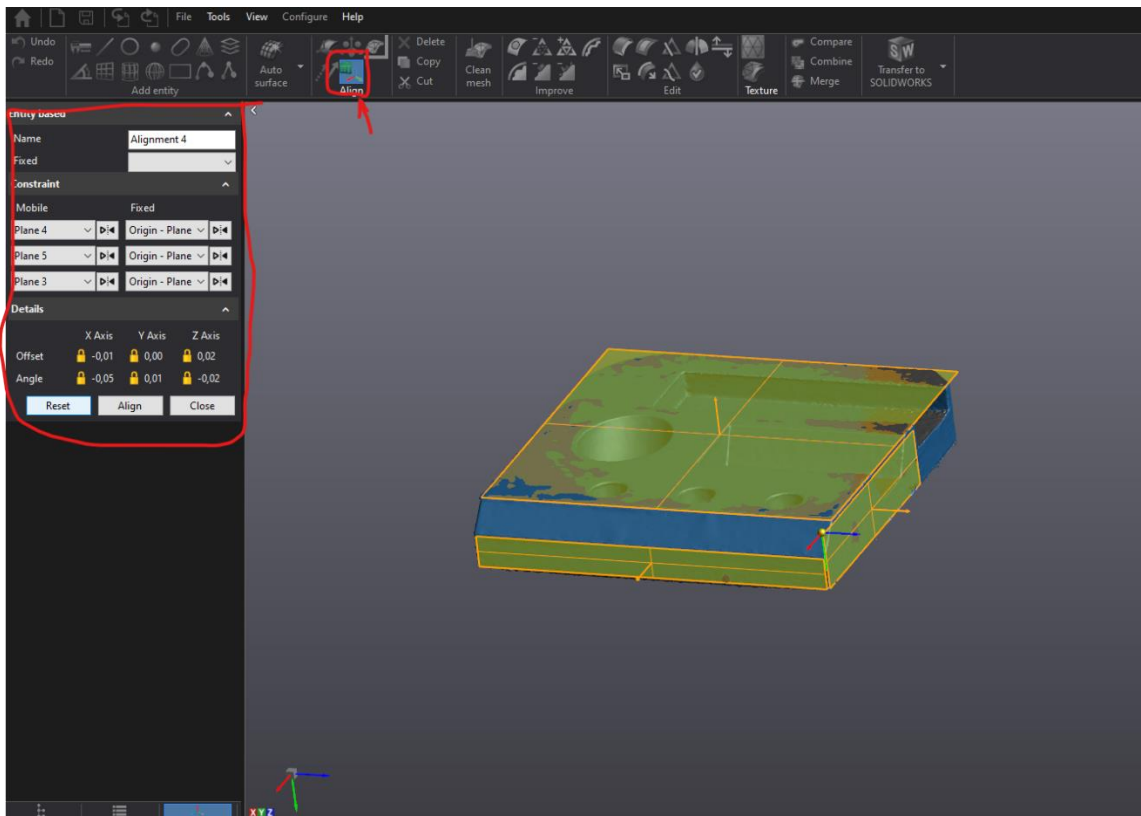 File Tools View Configure Help
Undo
Redo
Add entity
Auto
surface
Align
Delete
Copy
Cut
Clean
mesh
Improve
Edit
Texture
Compare
Combine
Merge
Transfer to
SOLIDWORKS
Entity based
Name Alignment 4
Fixed
Constraint
Mobile Fixed
Plane 4 Origin - Plane
Plane 5 Origin - Plane
Plane 3 Origin - Plane
Details
X Axis Y Axis Z Axis
Offset -0,01 0,00 0,02
Angle -0,05 0,01 -0,02
Reset Align Close
X Y Z